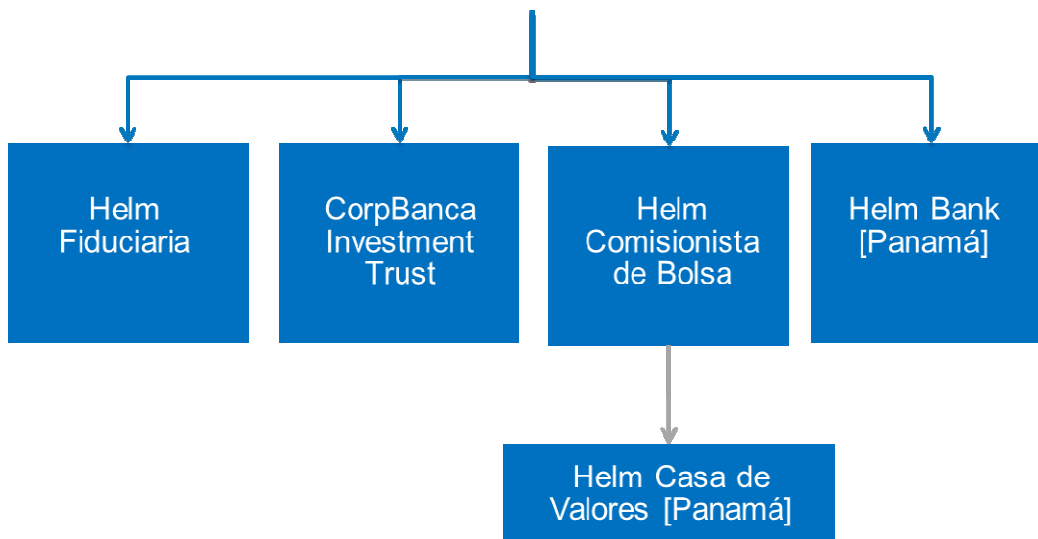 Helm
Fiduciaria
CorpBanca
Investment
Trust
Helm
Comisionista
de Bolsa
Helm Bank
[Panamá]
Helm Casa de
Valores [Panamá]